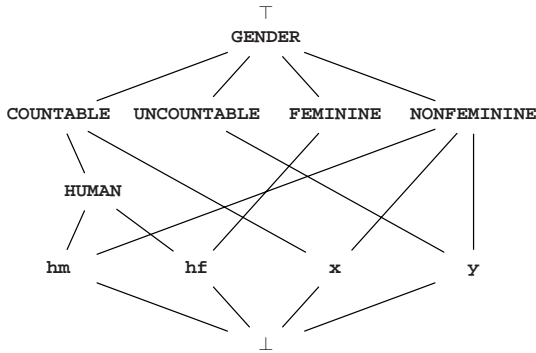 ⊤
GENDER
COUNTABLE UNCOUNTABLE FEMININE NONFEMININE
HUMAN
hm hf x y
⊥